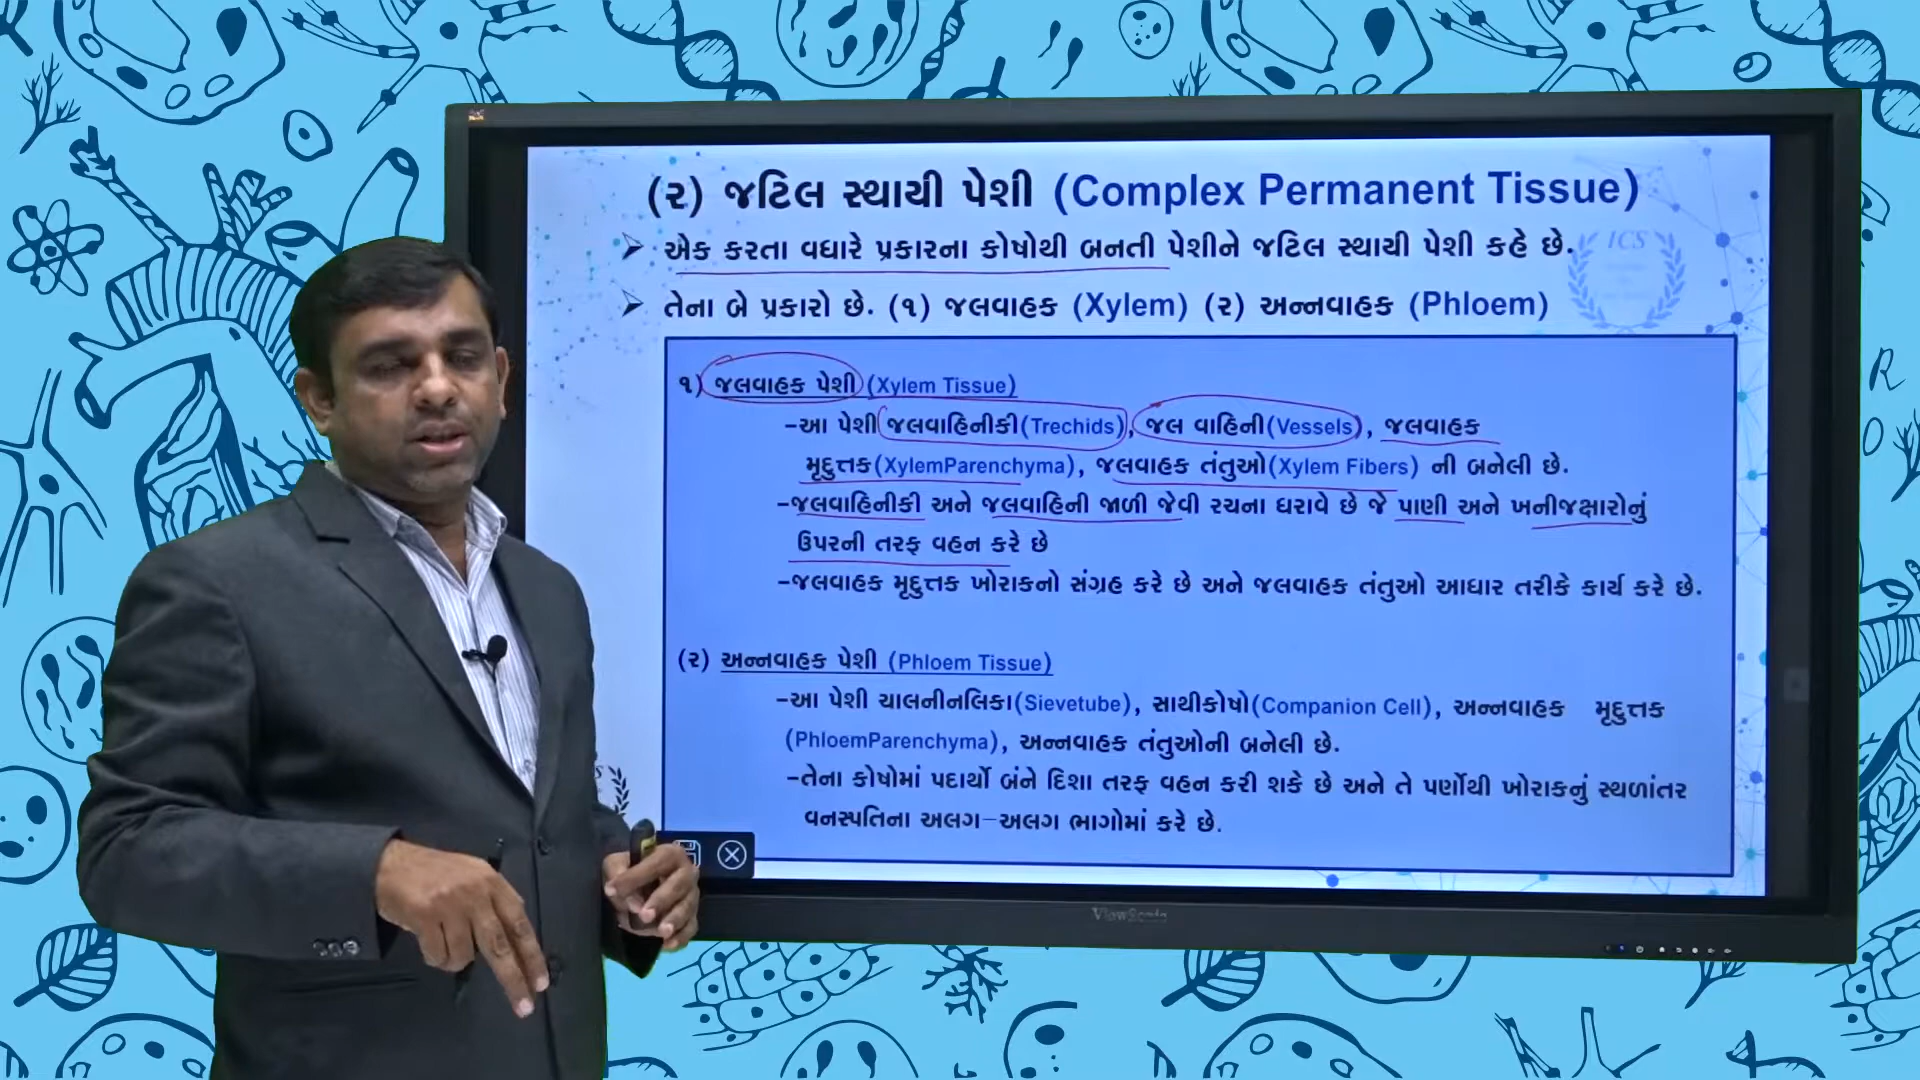 (૨) જટિલ સ્થાયી પેશી (Complex Permanent Tissue)
➢ એક કરતા વધારે પ્રકારના કોષોથી બનતી પેશીને જટિલ સ્થાયી પેશી કહે છે.
ICS
➢ તેના બે પ્રકારો છે. (૧) જલવાહક (Xylem) (૨) અન્નવાહક (Phloem)
૧) જલવાહક પેશી (Xylem Tissue)
-આ પેશી જલવાહિનીકી(Trechids), જલ વાહિની(Vessels), જલવાહક
મૃદુત્તક(XylemParenchyma), જલવાહક તંતુઓ(Xylem Fibers) ની બનેલી છે.
-જલવાહિનીકી અને જલવાહિની જાળી જેવી રચના ધરાવે છે જે પાણી અને ખનીજક્ષારોનું
ઉપરની તરફ વહન કરે છે
-જલવાહક મૃદુત્તક ખોરાકનો સંગ્રહ કરે છે અને જલવાહક તંતુઓ આધાર તરીકે કાર્ય કરે છે.
(૨) અન્નવાહક પેશી (Phloem Tissue)
-આ પેશી ચાલનીનલિકા(Sievetube), સાથીકોષો(Companion Cell), અન્નવાહક મૃદુત્તક
(PhloemParenchyma), અન્નવાહક તંતુઓની બનેલી છે.
-તેના કોષોમાં પદાર્થો બંને દિશા તરફ વહન કરી શકે છે અને તે પર્ણોથી ખોરાકનું સ્થળાંતર
વનસ્પતિના અલગ-અલગ ભાગોમાં કરે છે.
ViewSonic